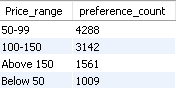 Price_range preference_count
50-99 4288
100-150 3142
Above 150 1561
Below 50 1009